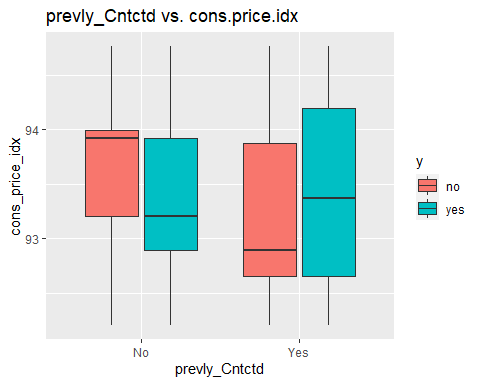 prevly_Cntctd vs. cons.price.idx
cons_price_idx
94
93
No
Yes
prevly_Cntctd
y
no
yes